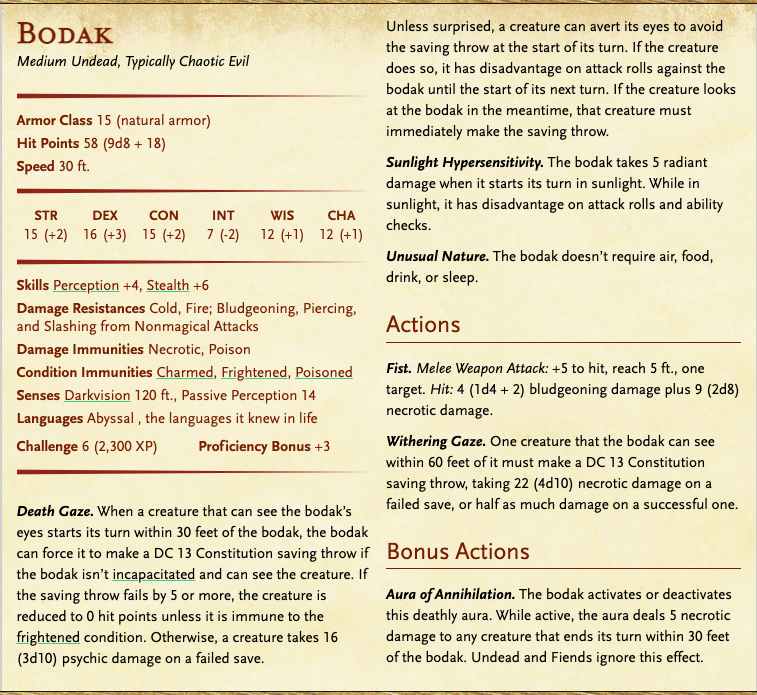 BODAK
Medium Undead, Typically Chaotic Evil
Armor Class 15 (natural armor)
Hit Points 58 (9d8 + 18)
Speed 30 ft.
STR DEX CON INT WIS CHA
15 (+2) 16 (+3) 15 (+2) 7 (-2) 12 (+1) 12 (+1)
Skills Perception +4, Stealth +6
Damage Resistances Cold, Fire; Bludgeoning, Piercing,
and Slashing from Nonmagical Attacks
Damage Immunities Necrotic, Poison
Condition Immunities Charmed, Frightened, Poisoned
Senses Darkvision 120 ft., Passive Perception 14
Languages Abyssal , the languages it knew in life
Challenge 6 (2,300 XP) Proficiency Bonus +3
Death Gaze. When a creature that can see the bodak's
eyes starts its turn within 30 feet of the bodak, the bodak
can force it to make a DC 13 Constitution saving throw if
the bodak isn't incapacitated and can see the creature. If
the saving throw fails by 5 or more, the creature is
reduced to 0 hit points unless it is immune to the
frightened condition. Otherwise, a creature takes 16
(3d10) psychic damage on a failed save.
Unless surprised, a creature can avert its eyes to avoid
the saving throw at the start of its turn. If the creature
does so, it has disadvantage on attack rolls against the
bodak until the start of its next turn. If the creature looks
at the bodak in the meantime, that creature must
immediately make the saving throw.
Sunlight Hypersensitivity. The bodak takes 5 radiant
damage when it starts its turn in sunlight. While in
sunlight, it has disadvantage on attack rolls and ability
checks.
Unusual Nature. The bodak doesn't require air, food,
drink, or sleep.
Actions
Fist. Melee Weapon Attack: +5 to hit, reach 5 ft., one
target. Hit: 4 (1d4 + 2) bludgeoning damage plus 9 (2d8)
necrotic damage.
Withering Gaze. One creature that the bodak can see
within 60 feet of it must make a DC 13 Constitution
saving throw, taking 22 (4d10) necrotic damage on a
failed save, or half as much damage on a successful one.
Bonus Actions
Aura of Annihilation. The bodak activates or deactivates
this deathly aura. While active, the aura deals 5 necrotic
damage to any creature that ends its turn within 30 feet
of the bodak. Undead and Fiends ignore this effect.